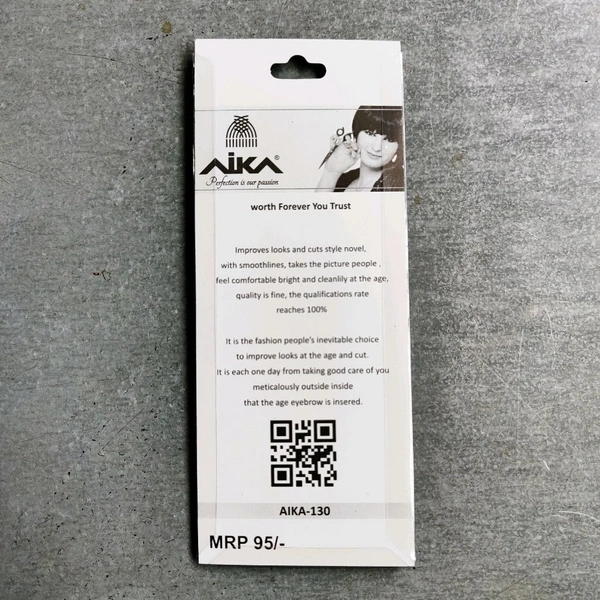 AIKA®
Perfection is our passion
worth Forever You Trust
Improves looks and cuts style novel,
with smoothlines, takes the picture people ,
feel comfortable bright and cleanlily at the age,
quality is fine, the qualifications rate
reaches 100%
It is the fashion people's inevitable choice
to improve looks at the age and cut.
It is each one day from taking good care of you
meticalously outside inside
that the age eyebrow is insered.
AIKA-130
MRP 95/-